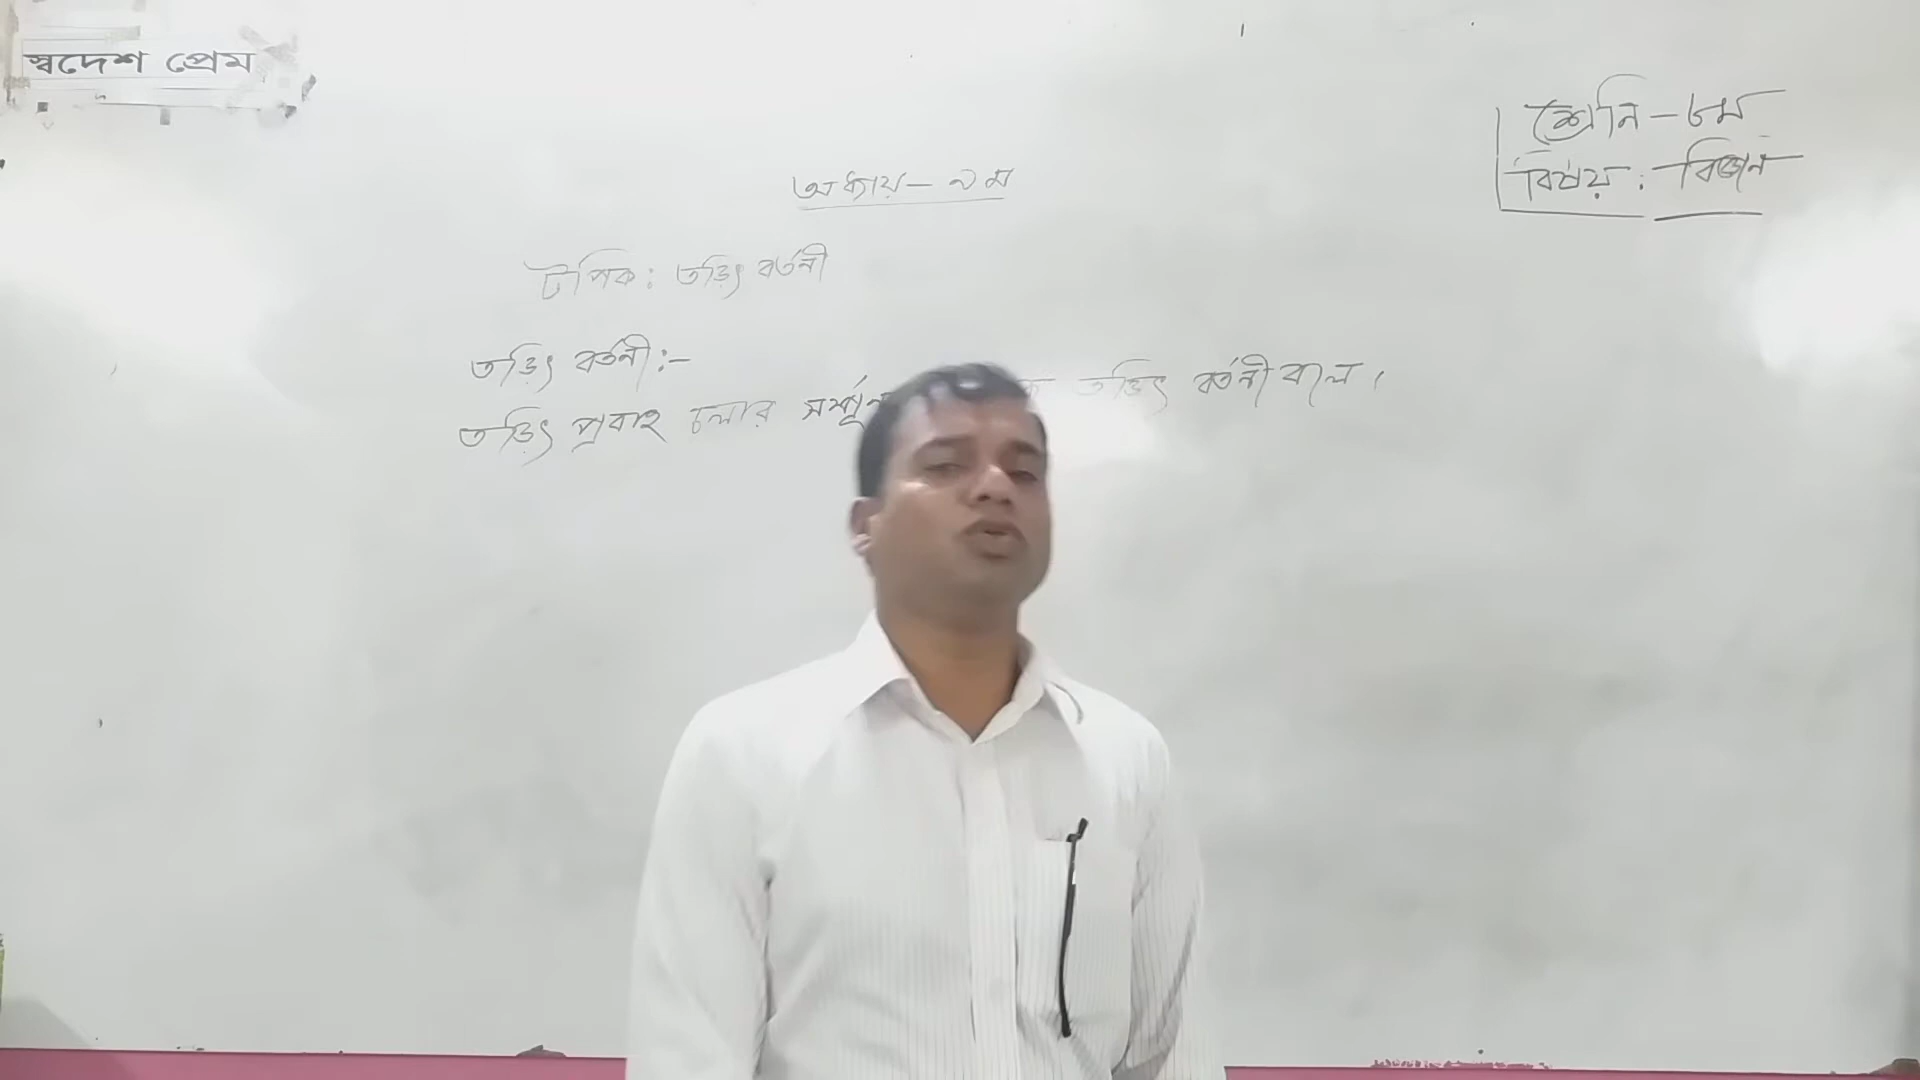 স্বদেশ প্রেম
শ্রেনি - ৮ম
বিষয় : বিজ্ঞান
অধ্যায় - ৯ম
টপিক : তড়িৎ বর্তনী
তড়িৎ বর্তনী :-
তড়িৎ প্রবাহ চলার সম্পূর্ন তড়িৎ বর্তনী বলে।